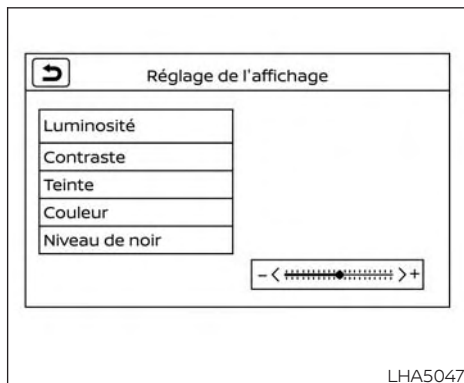 Réglage de l'affichage
Luminosité
Contraste
Teinte
Couleur
Niveau de noir
- < > +
LHA5047